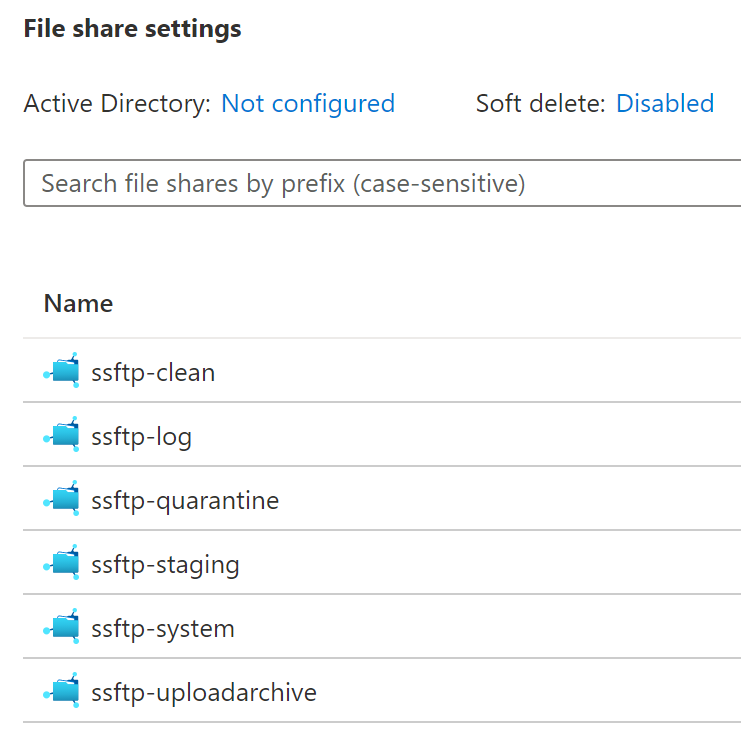 File share settings
Active Directory: Not configured Soft delete: Disabled
Search file shares by prefix (case-sensitive)
Name
ssftp-clean
ssftp-log
ssftp-quarantine
ssftp-staging
ssftp-system
ssftp-uploadarchive